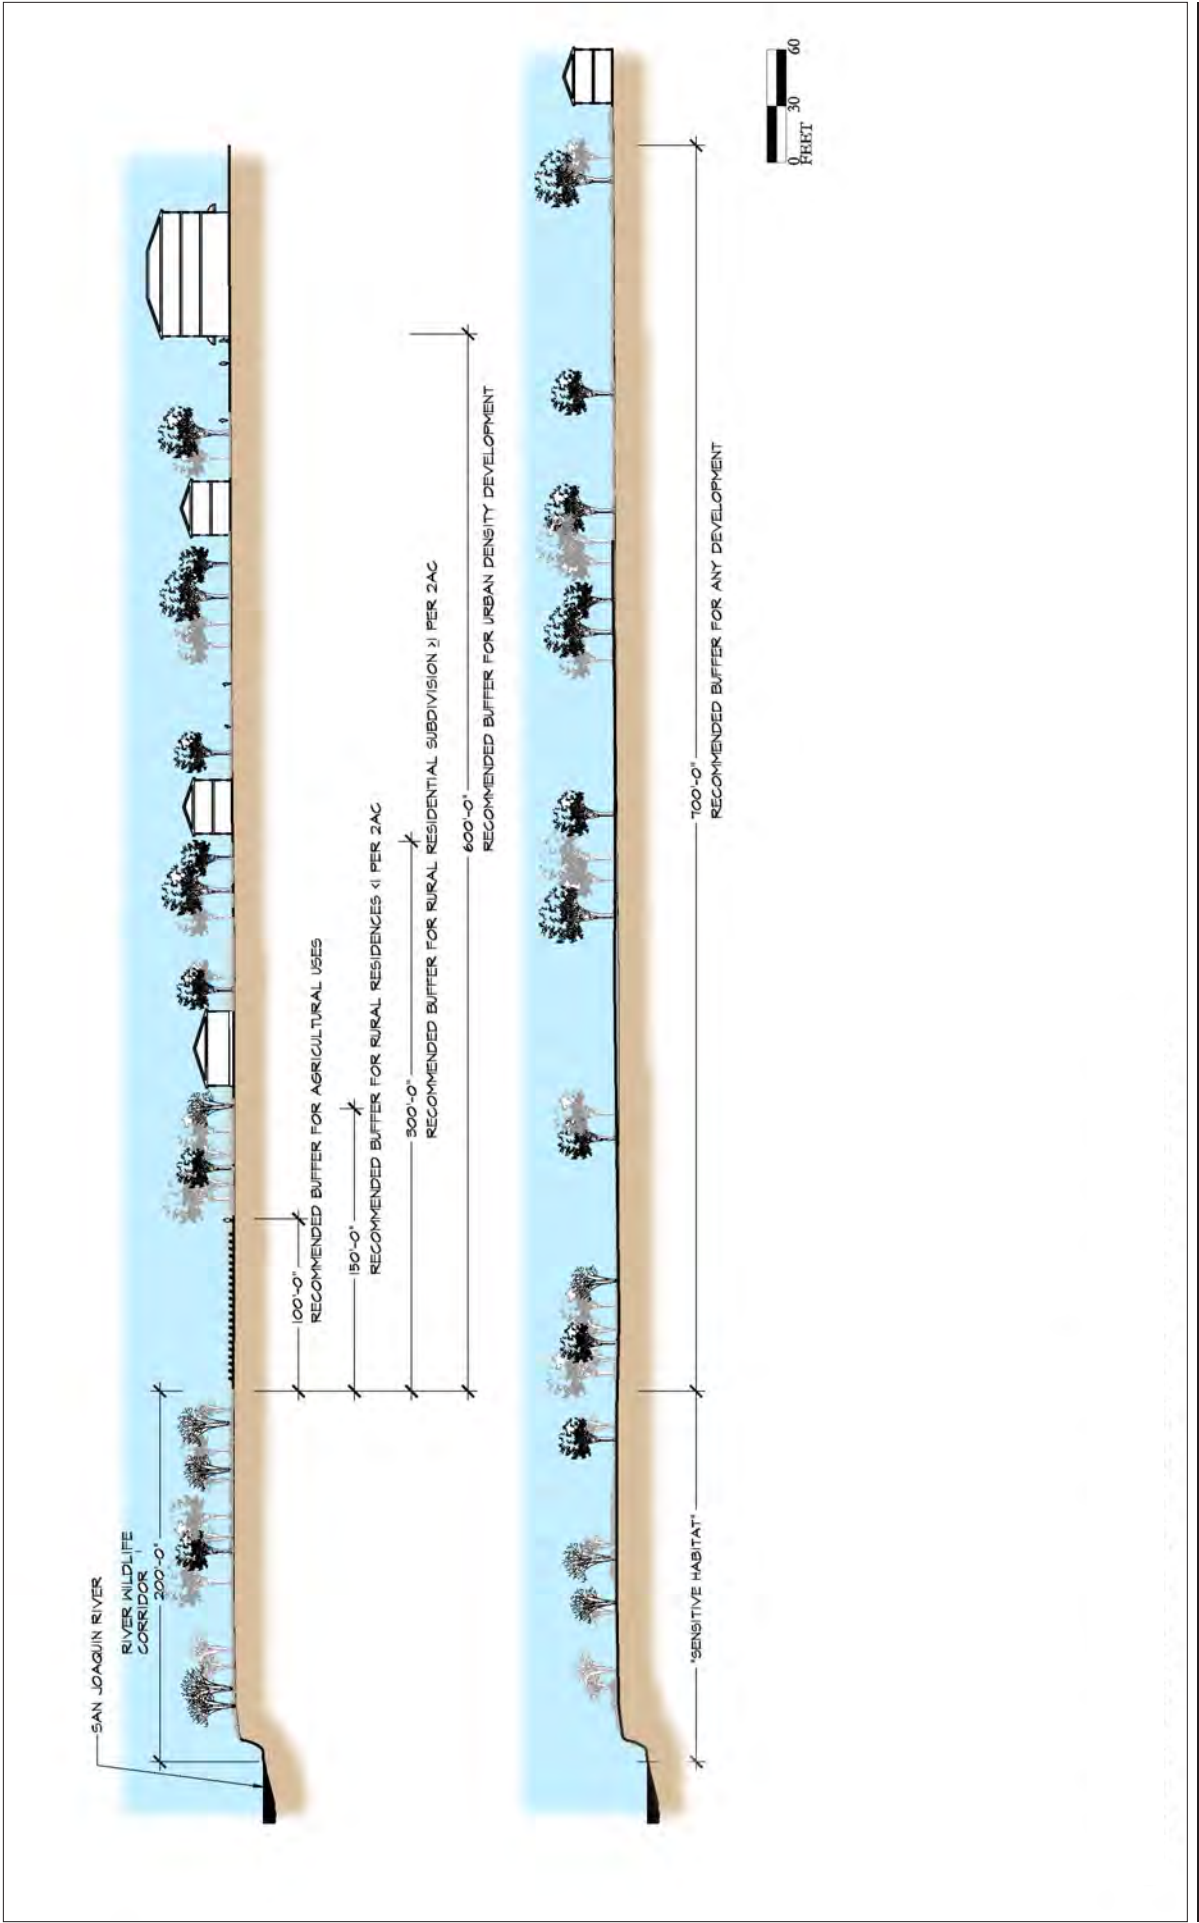 SAN JOAQUIN RIVER
RIVER WILDLIFE
CORRIDOR
200'-0"
100'-0"
RECOMMENDED BUFFER FOR AGRICULTURAL USES
150'-0"
RECOMMENDED BUFFER FOR RURAL RESIDENCES <1 PER 2AC
300'-0"
RECOMMENDED BUFFER FOR RURAL RESIDENTIAL SUBDIVISION ≥1 PER 2AC
600'-0"
RECOMMENDED BUFFER FOR URBAN DENSITY DEVELOPMENT
"SENSITIVE HABITAT"
700'-0"
RECOMMENDED BUFFER FOR ANY DEVELOPMENT
0 30 60
FEET